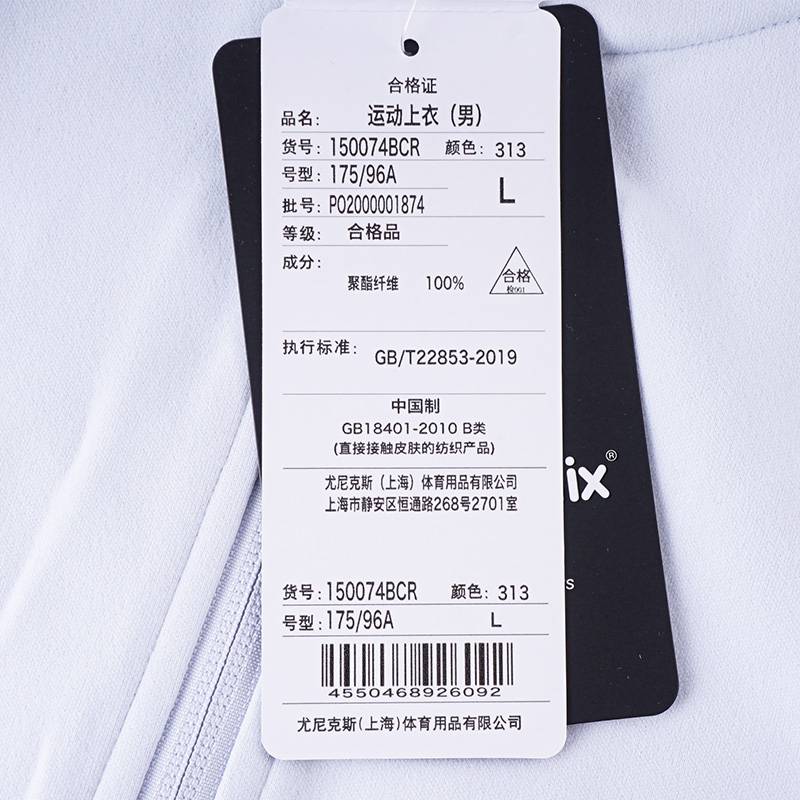 合格证
品名: 运动上衣(男)
货号: 150074BCR 颜色: 313
号型: 175/96A L
批号: PO2000001874
等级: 合格品
成分:
聚酯纤维 100%
合格
检001
执行标准: GB/T22853-2019
中国制
GB18401-2010 B类
(直接接触皮肤的纺织产品)
尤尼克斯(上海)体育用品有限公司
上海市静安区恒通路268号2701室
货号: 150074BCR 颜色: 313
号型: 175/96A L
4550468926092
尤尼克斯(上海)体育用品有限公司
ix®
s